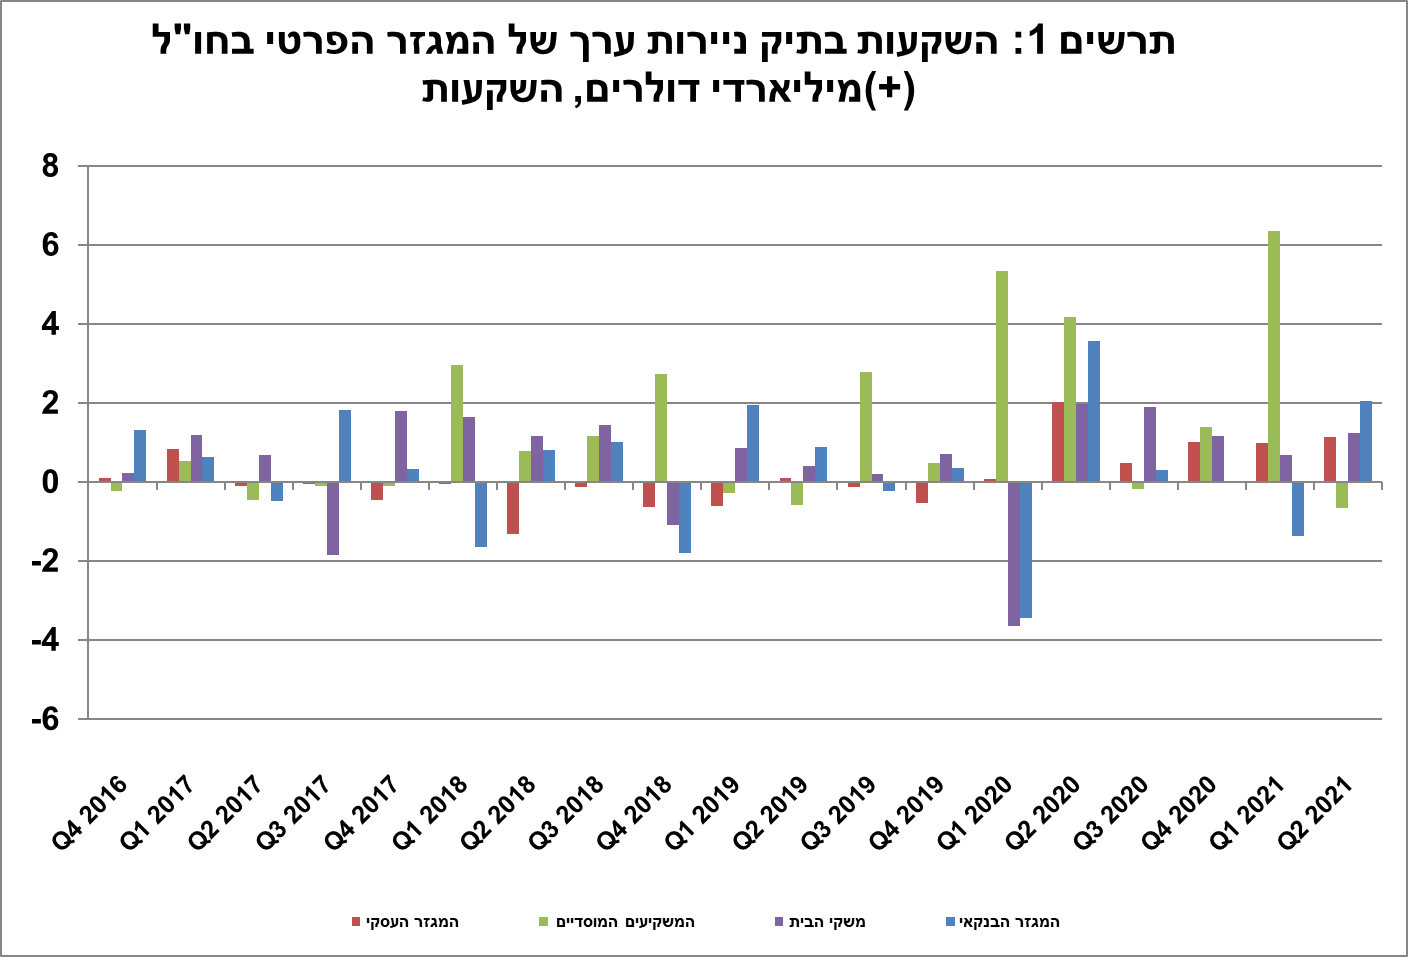 תרשים 1: השקעות בתיק ניירות ערך של המגזר הפרטי בחו"ל
(+)מיליארדי דולרים, השקעות
8
6
4
2
0
-2
-4
-6
Q4 2016
Q1 2017
Q2 2017
Q3 2017
Q4 2017
Q1 2018
Q2 2018
Q3 2018
Q4 2018
Q1 2019
Q2 2019
Q3 2019
Q4 2019
Q1 2020
Q2 2020
Q3 2020
Q4 2020
Q1 2021
Q2 2021
המגזר העסקי
המשקיעים המוסדיים
משקי הבית
המגזר הבנקאי